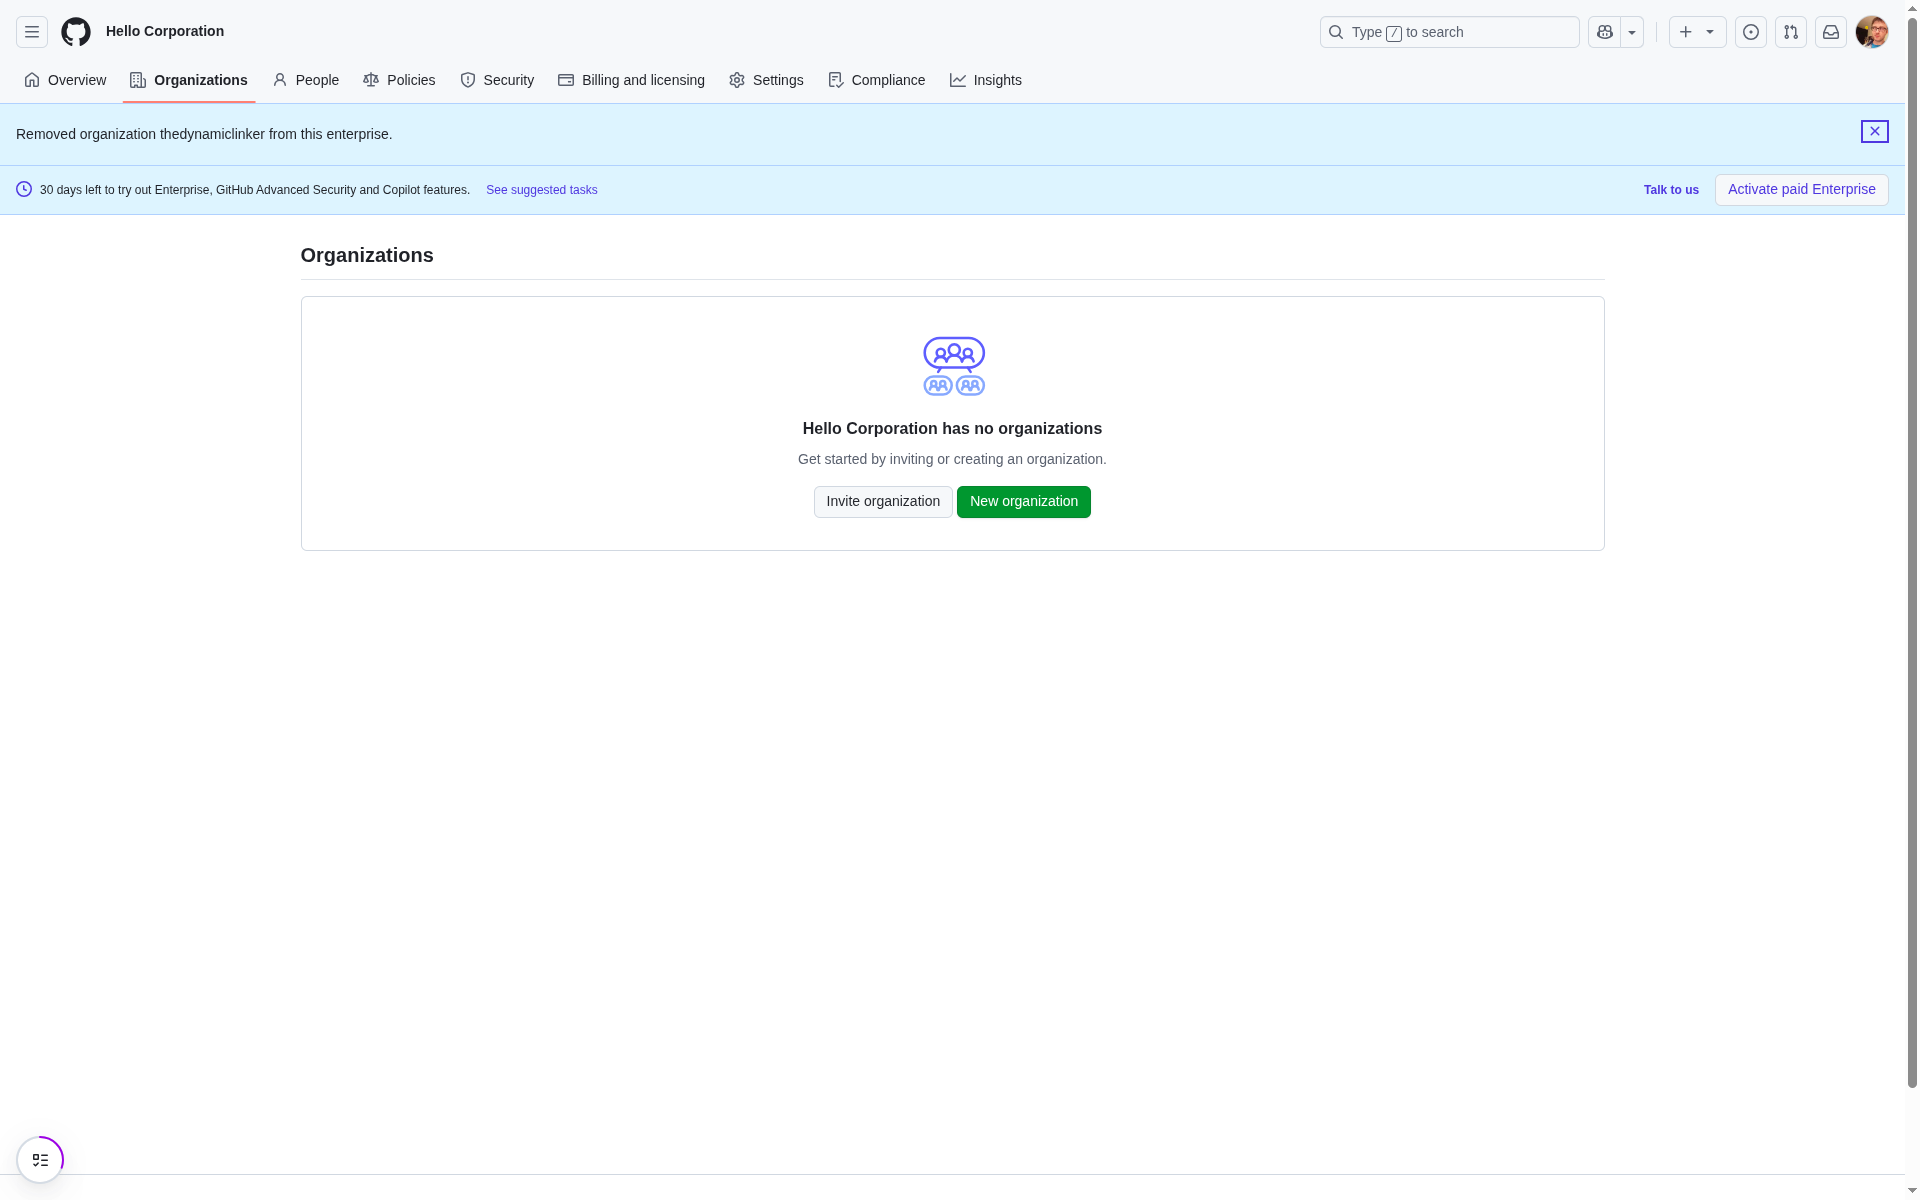 Hello Corporation
Type / to search
Overview
Organizations
People
Policies
Security
Billing and licensing
Settings
Compliance
Insights
Removed organization thedynamiclinker from this enterprise.
30 days left to try out Enterprise, GitHub Advanced Security and Copilot features. See suggested tasks
Talk to us
Activate paid Enterprise
Organizations
Hello Corporation has no organizations
Get started by inviting or creating an organization.
Invite organization
New organization